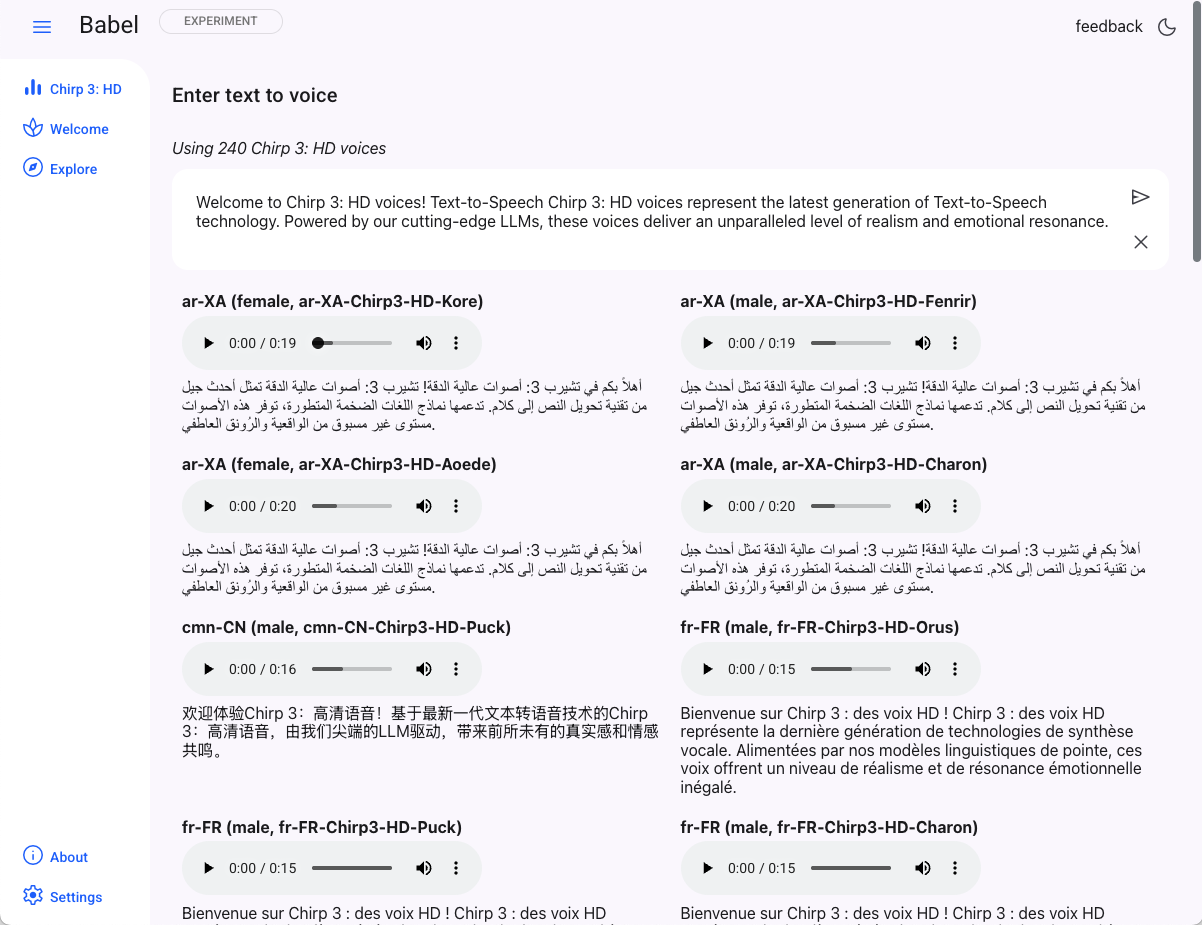 Babel
EXPERIMENT
feedback
Chirp 3: HD
Welcome
Explore
Enter text to voice
Using 240 Chirp 3: HD voices
Welcome to Chirp 3: HD voices! Text-to-Speech Chirp 3: HD voices represent the latest generation of Text-to-Speech
technology. Powered by our cutting-edge LLMs, these voices deliver an unparalleled level of realism and emotional resonance.
ar-XA (female, ar-XA-Chirp3-HD-Kore)
0:00 / 0:19
أهلاً بكم في تشيرب 3: أصوات عالية الدقة! تشيرب 3: أصوات عالية الدقة تمثل أحدث جيل
من تقنية تحويل النص إلى كلام. تدعمها نماذج اللغات الضخمة المتطورة، توفر هذه الأصوات
مستوى غير مسبوق من الواقعية والرُونق العاطفي.
ar-XA (male, ar-XA-Chirp3-HD-Fenrir)
0:00 / 0:19
أهلاً بكم في تشيرب 3: أصوات عالية الدقة! تشيرب 3: أصوات عالية الدقة تمثل أحدث جيل
من تقنية تحويل النص إلى كلام. تدعمها نماذج اللغات الضخمة المتطورة، توفر هذه الأصوات
مستوى غير مسبوق من الواقعية والرُونق العاطفي.
ar-XA (female, ar-XA-Chirp3-HD-Aoede)
0:00 / 0:20
أهلاً بكم في تشيرب 3: أصوات عالية الدقة! تشيرب 3: أصوات عالية الدقة تمثل أحدث جيل
من تقنية تحويل النص إلى كلام. تدعمها نماذج اللغات الضخمة المتطورة، توفر هذه الأصوات
مستوى غير مسبوق من الواقعية والرُونق العاطفي.
ar-XA (male, ar-XA-Chirp3-HD-Charon)
0:00 / 0:20
أهلاً بكم في تشيرب 3: أصوات عالية الدقة! تشيرب 3: أصوات عالية الدقة تمثل أحدث جيل
من تقنية تحويل النص إلى كلام. تدعمها نماذج اللغات الضخمة المتطورة، توفر هذه الأصوات
مستوى غير مسبوق من الواقعية والرُونق العاطفي.
cmn-CN (male, cmn-CN-Chirp3-HD-Puck)
0:00 / 0:16
欢迎体验Chirp 3：高清语音！基于最新一代文本转语音技术的Chirp
3：高清语音，由我们尖端的LLM驱动，带来前所未有的真实感和情感
共鸣。
fr-FR (male, fr-FR-Chirp3-HD-Orus)
0:00 / 0:15
Bienvenue sur Chirp 3 : des voix HD ! Chirp 3 : des voix HD
représente la dernière génération de technologies de synthèse
vocale. Alimentées par nos modèles linguistiques de pointe, ces
voix offrent un niveau de réalisme et de résonance émotionnelle
inégalé.
fr-FR (male, fr-FR-Chirp3-HD-Puck)
0:00 / 0:15
Bienvenue sur Chirp 3 : des voix HD ! Chirp 3 : des voix HD
fr-FR (male, fr-FR-Chirp3-HD-Charon)
0:00 / 0:15
Bienvenue sur Chirp 3 : des voix HD ! Chirp 3 : des voix HD
About
Settings